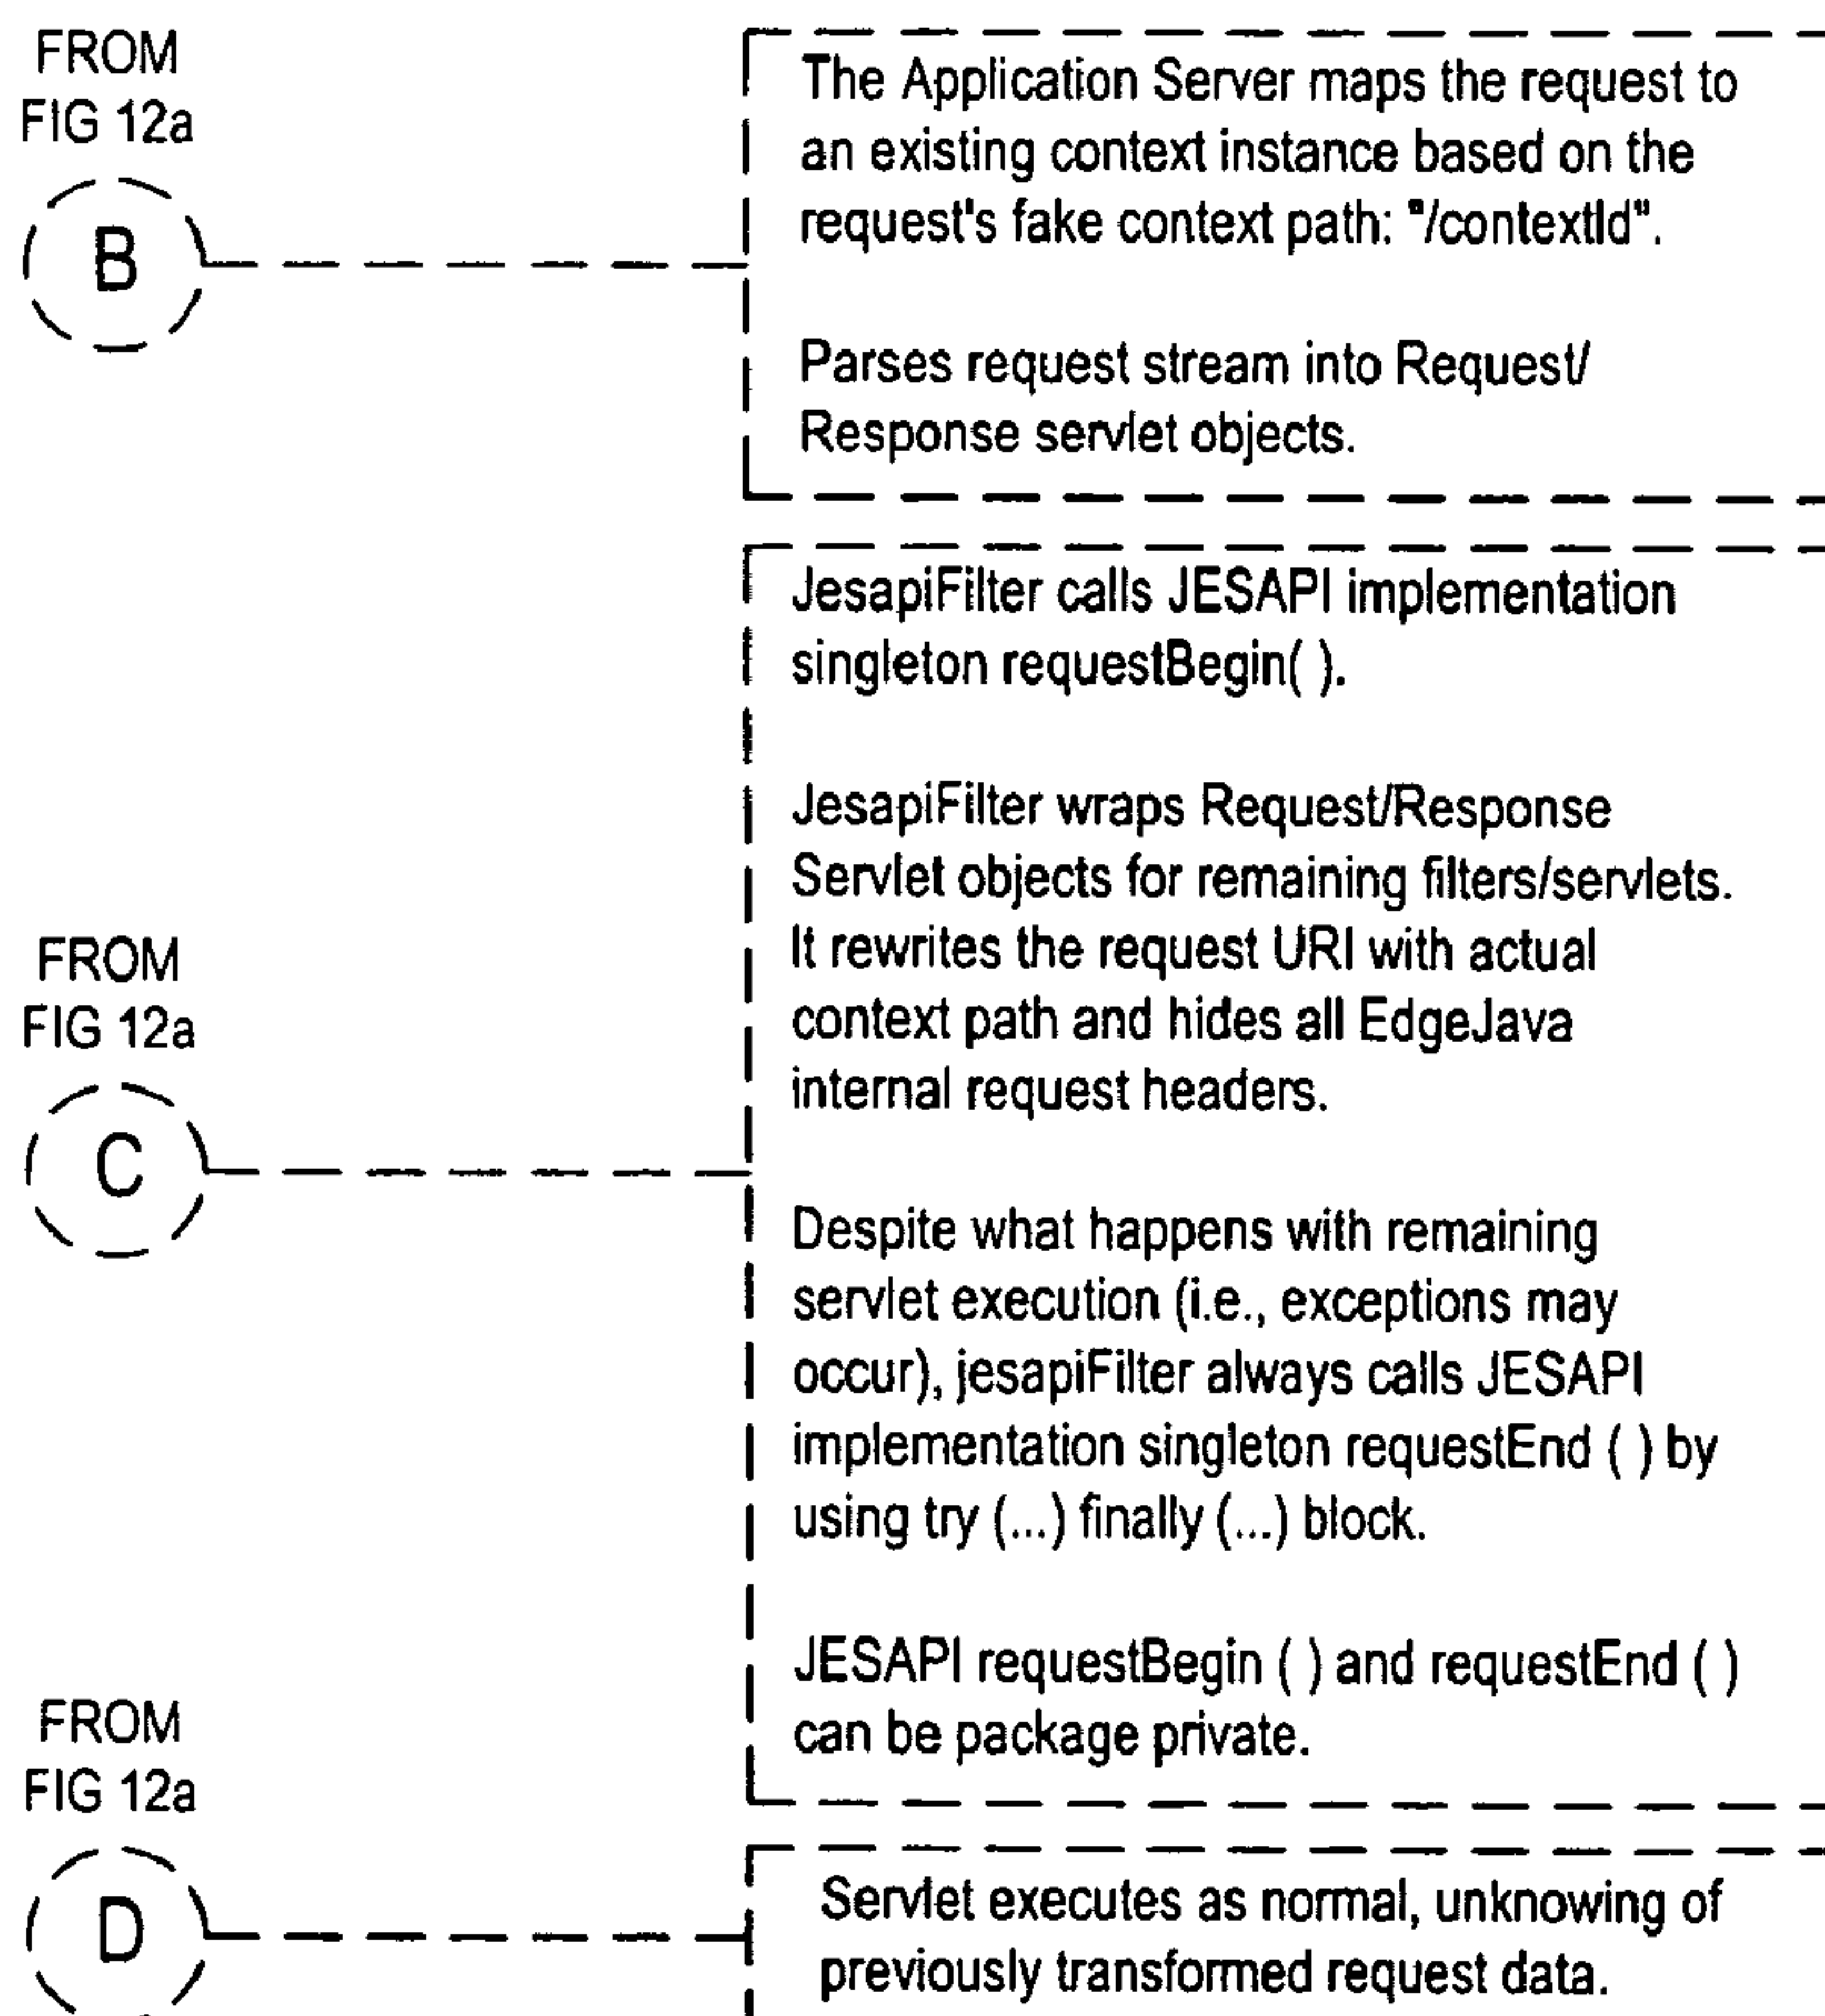 FROM
FIG 12a
B
The Application Server maps the request to
an existing context instance based on the
request's fake context path: "/contextId".
Parses request stream into Request/
Response servlet objects.
JesapiFilter calls JESAPI implementation
singleton requestBegin( ).
JesapiFilter wraps Request/Response
Servlet objects for remaining filters/servlets.
It rewrites the request URI with actual
context path and hides all EdgeJava
internal request headers.
FROM
FIG 12a
C
Despite what happens with remaining
servlet execution (i.e., exceptions may
occur), jesapiFilter always calls JESAPI
implementation singleton requestEnd ( ) by
using try (...) finally (...) block.
JESAPI requestBegin ( ) and requestEnd ( )
can be package private.
FROM
FIG 12a
D
Servlet executes as normal, unknowing of
previously transformed request data.